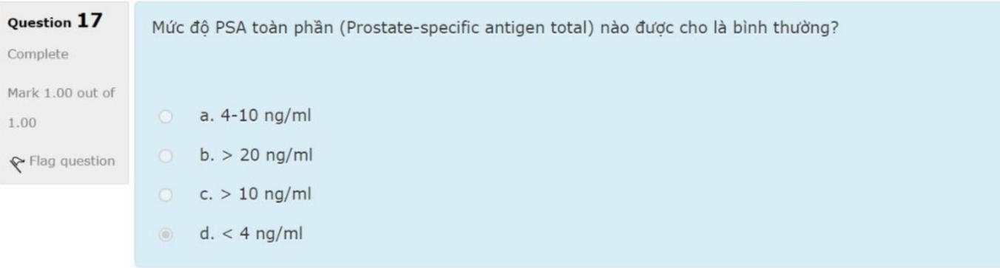 Question 17
Complete
Mark 1.00 out of
1.00
Flag question
Mức độ PSA toàn phần (Prostate-specific antigen total) nào được cho là bình thường?
a. 4-10 ng/ml
b. > 20 ng/ml
c. > 10 ng/ml
d. < 4 ng/ml